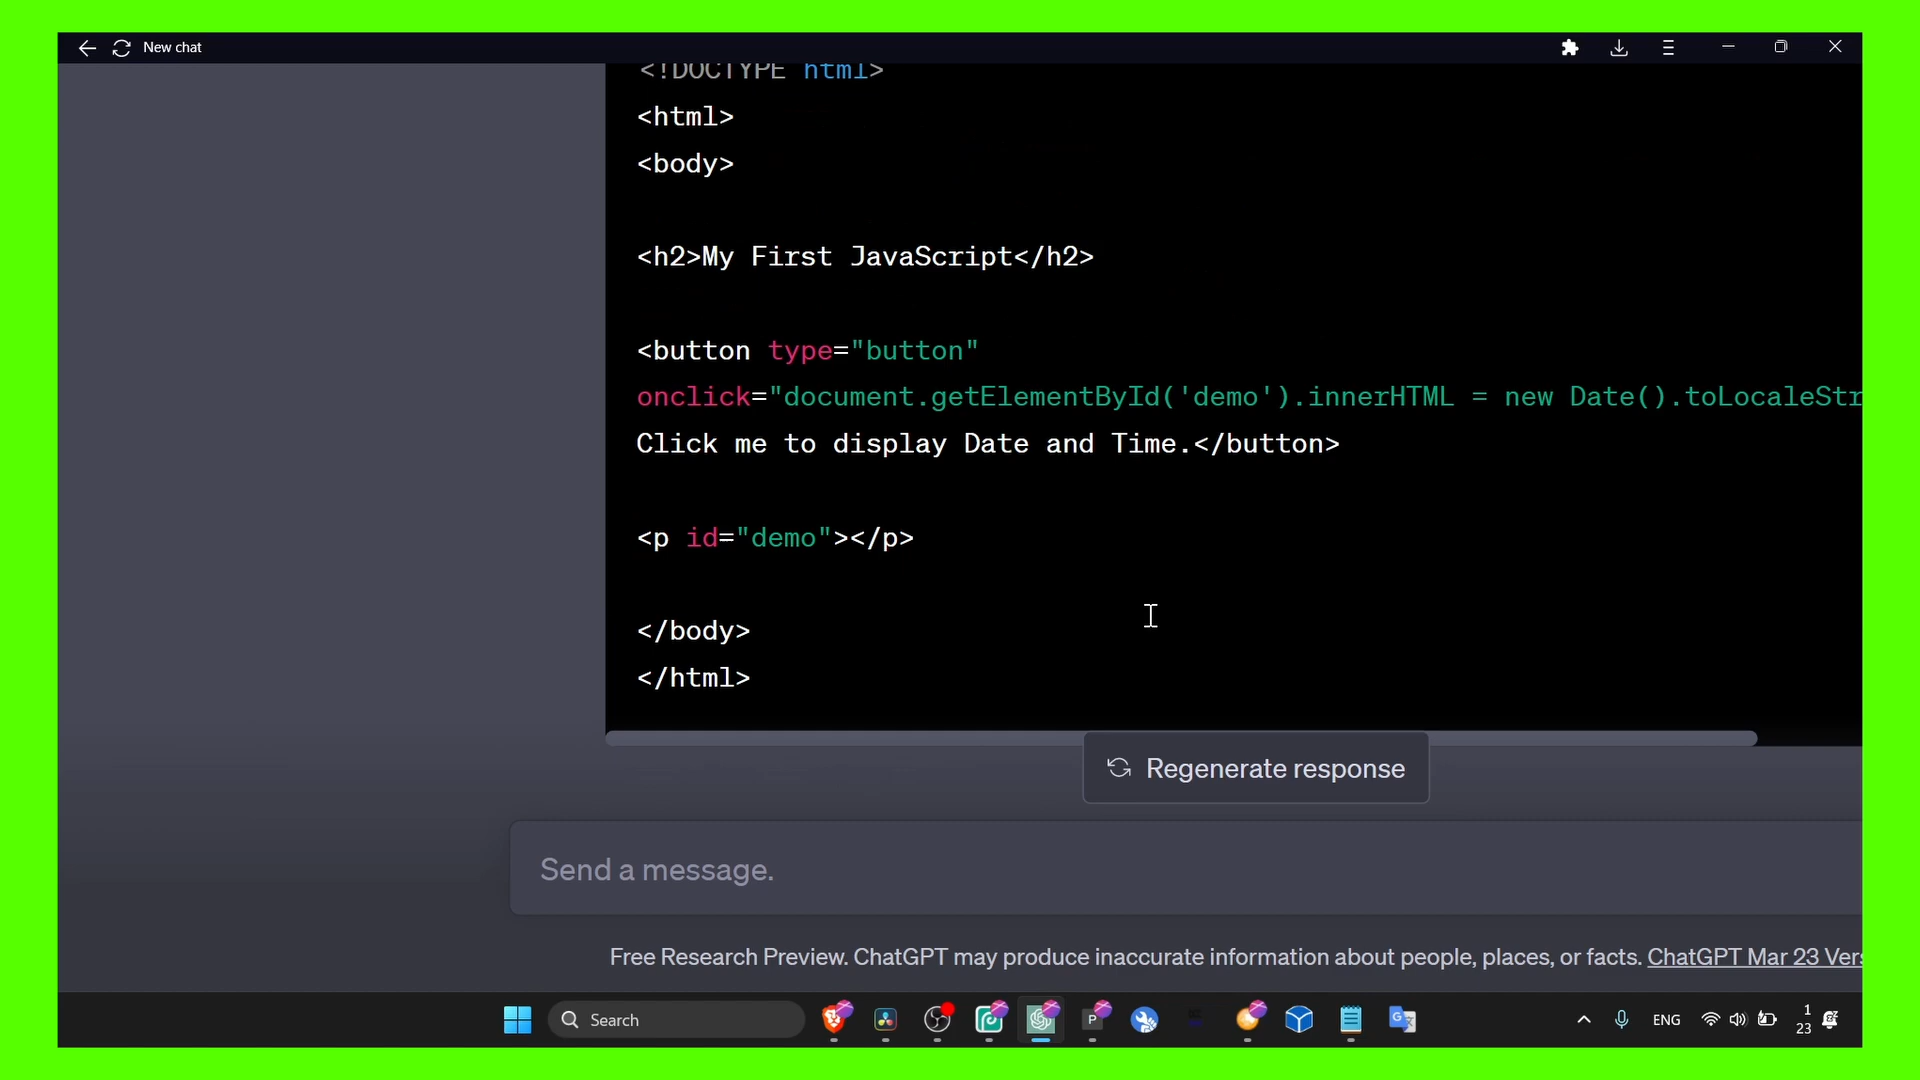 New chat
<!DOCTYPE html>
<html>
<body>
<h2>My First JavaScript</h2>
<button type="button"
onclick="document.getElementById('demo').innerHTML = new Date().toLocaleStr
Click me to display Date and Time.</button>
<p id="demo"></p>
</body>
</html>
Regenerate response
Send a message.
Free Research Preview. ChatGPT may produce inaccurate information about people, places, or facts. ChatGPT Mar 23 Vers
Search
P
ENG
1
23